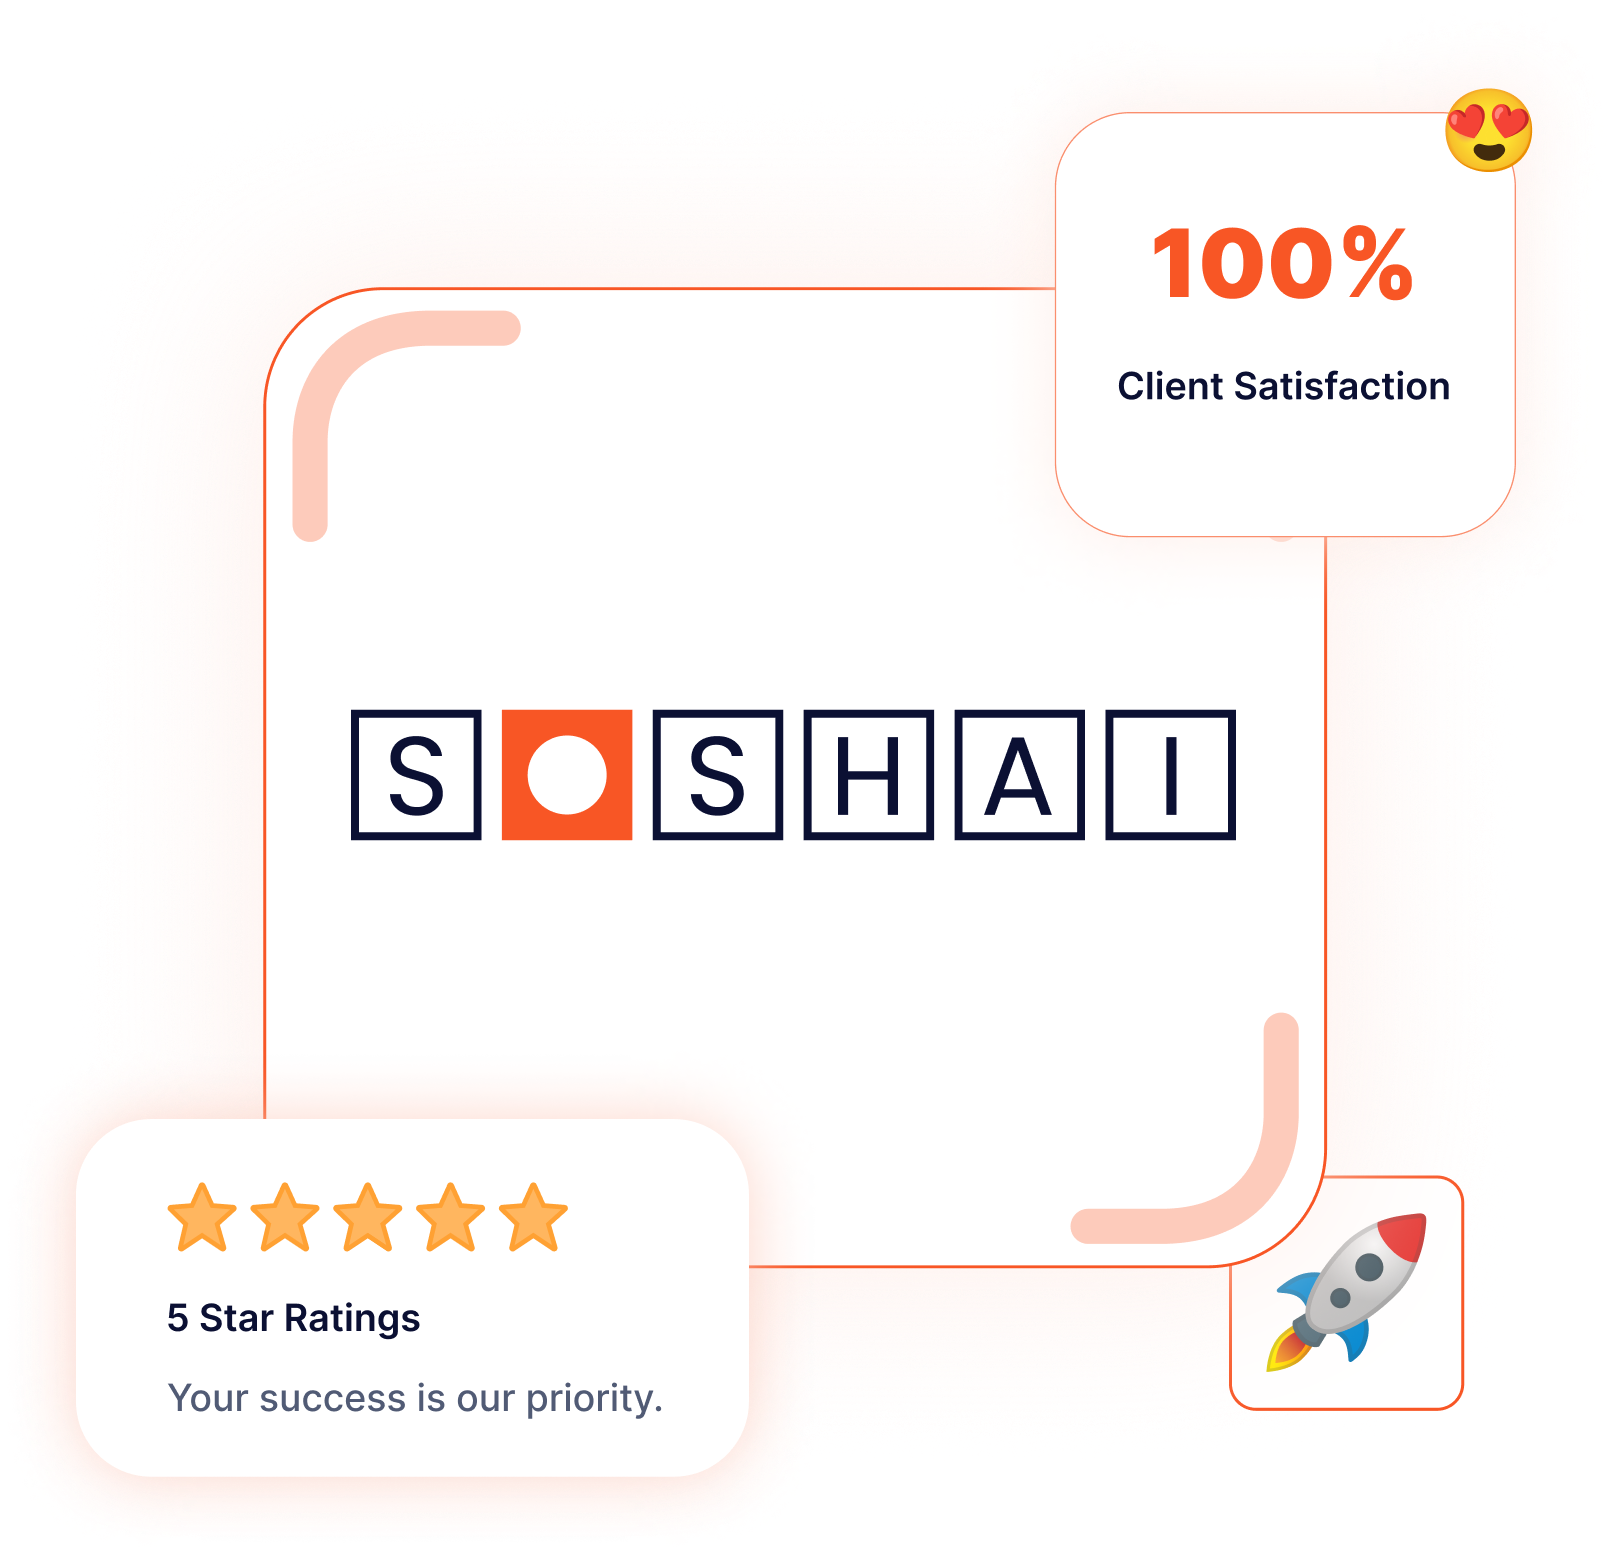 100%
Client Satisfaction
SOSHAI
5 Star Ratings
Your success is our priority.